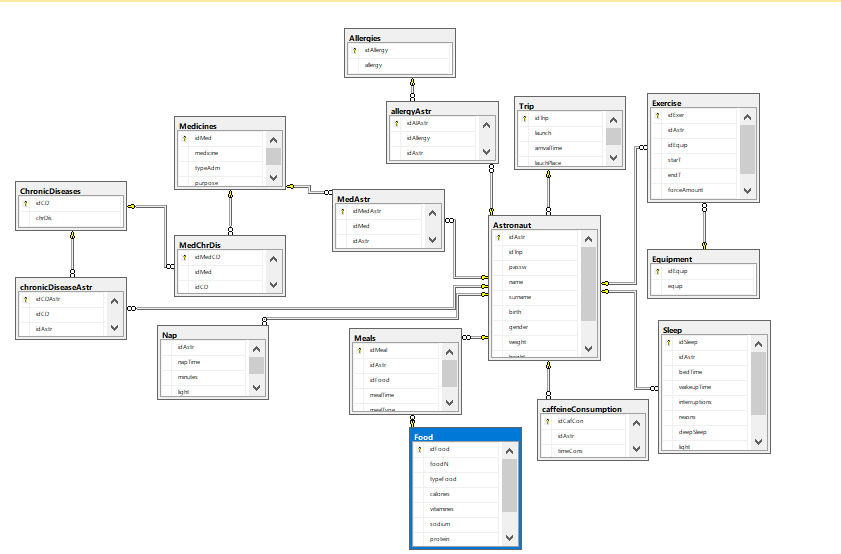 Allergies
idAllergy
allergy
allergyAstr
idAlAstr
idAllergy
idAstr
Trip
idTrip
launch
arrivalTime
lauchPlace
Exercise
idExer
idAstr
idEquip
starT
endT
forceAmount
Medicines
idMed
medicine
typeAdm
purpose
ChronicDiseases
idCD
chrDis
MedAstr
idMedAstr
idMed
idAstr
Astronaut
idAstr
idTrip
passw
name
surname
birth
gender
weight
height
MedChrDis
idMedCD
idMed
idCD
Equipment
idEquip
equip
chronicDiseaseAstr
idCDAstr
idCD
idAstr
Nap
idAstr
napTime
minutes
light
Meals
idMeal
idAstr
idFood
mealTime
mealType
Sleep
idSleep
idAstr
bedTime
wakeupTime
interruptions
reasns
deepSleep
light
caffeineConsumption
idCafCon
idAstr
timeCons
Food
idFood
foodN
typeFood
calories
vitamines
sodium
protein